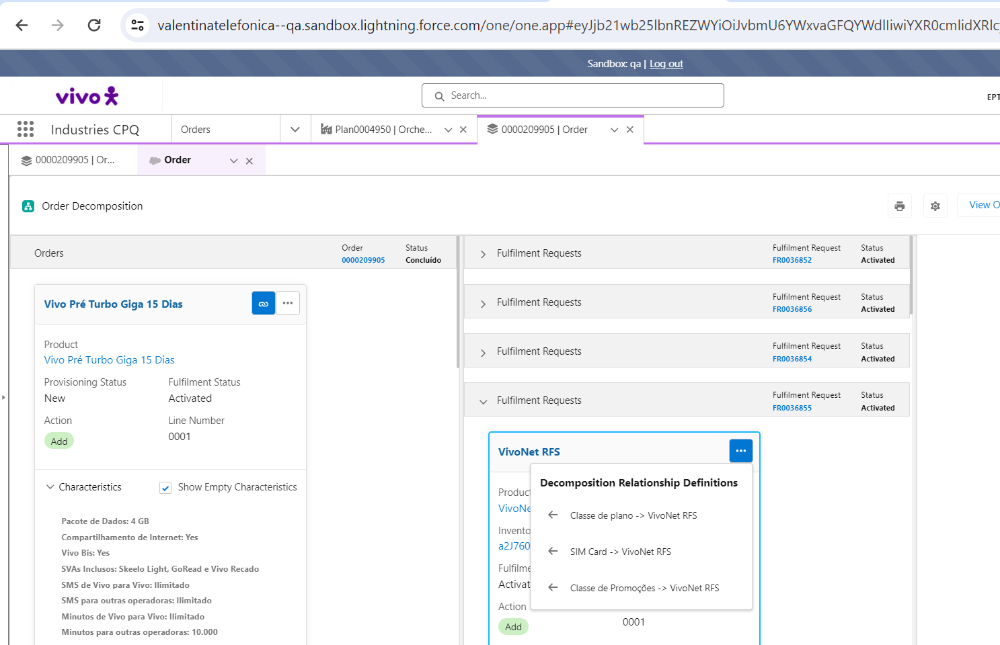 valentinatelefonica--qa.sandbox.lightning.force.com/one/one.app#eyJjb21wb25lbnREZWYiOiJvbmU6YWxvaGFQYWdlIiwiYXR0cmlidXRlc
Sandbox: qa | Log out
vivo
Search...
EPT
Industries CPQ
Orders
Plan0004950 | Orche...
0000209905 | Order
0000209905 | Or...
Order
Order Decomposition
View O
Orders
Order
0000209905
Status
Concluído
Vivo Pré Turbo Giga 15 Dias
Product
Vivo Pré Turbo Giga 15 Dias
Provisioning Status
New
Fulfilment Status
Activated
Action
Add
Line Number
0001
Characteristics
Show Empty Characteristics
Pacote de Dados: 4 GB
Compartilhamento de Internet: Yes
Vivo Bis: Yes
SVAs Inclusos: Skeelo Light, GoRead e Vivo Recado
SMS de Vivo para Vivo: Ilimitado
SMS para outras operadoras: Ilimitado
Minutos de Vivo para Vivo: Ilimitado
Minutos para outras operadoras: 10.000
Fulfilment Requests
Fulfilment Request
FR0036852
Status
Activated
Fulfilment Requests
Fulfilment Request
FR0036856
Status
Activated
Fulfilment Requests
Fulfilment Request
FR0036854
Status
Activated
Fulfilment Requests
Fulfilment Request
FR0036855
Status
Activated
VivoNet RFS
Decomposition Relationship Definitions
Classe de plano -> VivoNet RFS
SIM Card -> VivoNet RFS
Classe de Promoções -> VivoNet RFS
Product
VivoNe
Invento
a2J760
Fulfilme
Activat
Action
Add
0001